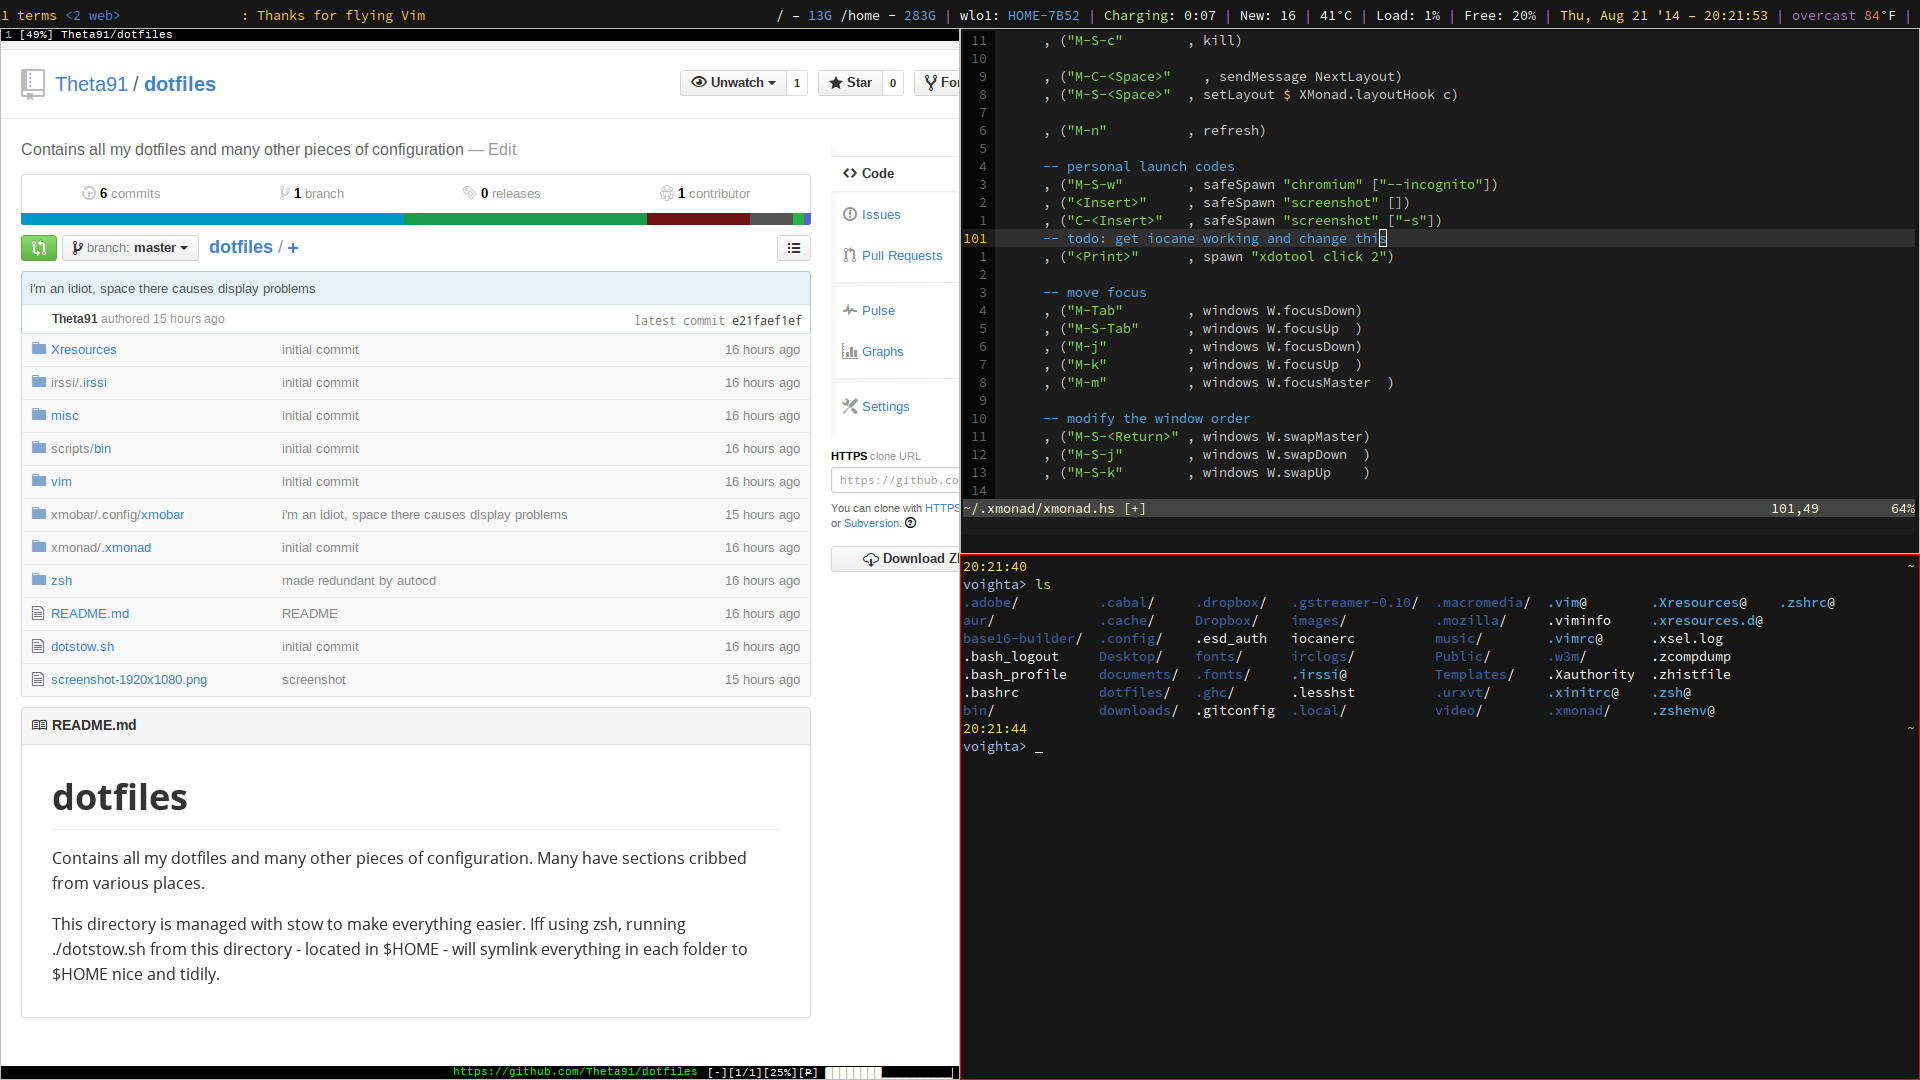 1 terms <2 web> : Thanks for flying Vim / – 13G /home – 283G | wlo1: HOME-7B52 | Charging: 0:07 | New: 16 | 41°C | Load: 1% | Free: 20% | Thu, Aug 21 '14 – 20:21:53 | overcast 84°F |
1 [49%] Theta91/dotfiles
Theta91 / dotfiles
Unwatch 1 Star 0 Fo
Contains all my dotfiles and many other pieces of configuration — Edit
6 commits 1 branch 0 releases 1 contributor
branch: master dotfiles / +
i'm an idiot, space there causes display problems
Theta91 authored 15 hours ago latest commit e21faef1ef
Xresources initial commit 16 hours ago
irssi/.irssi initial commit 16 hours ago
misc initial commit 16 hours ago
scripts/bin initial commit 16 hours ago
vim initial commit 16 hours ago
xmobar/.config/xmobar i'm an idiot, space there causes display problems 15 hours ago
xmonad/.xmonad initial commit 16 hours ago
zsh made redundant by autocd 16 hours ago
README.md README 16 hours ago
dotstow.sh initial commit 16 hours ago
screenshot-1920x1080.png screenshot 15 hours ago
README.md
dotfiles
Contains all my dotfiles and many other pieces of configuration. Many have sections cribbed
from various places.
This directory is managed with stow to make everything easier. Iff using zsh, running
./dotstow.sh from this directory - located in $HOME - will symlink everything in each folder to
$HOME nice and tidily.
Code
Issues
Pull Requests
Pulse
Graphs
Settings
HTTPS clone URL
https://github.co
You can clone with HTTPS
or Subversion.
Download ZI
https://github.com/Theta91/dotfiles [-][1/1][25%][P]
11 , ("M-S-c" , kill)
10
9 , ("M-C-<Space>" , sendMessage NextLayout)
8 , ("M-S-<Space>" , setLayout $ XMonad.layoutHook c)
7
6 , ("M-n" , refresh)
5
4 -- personal launch codes
3 , ("M-S-w" , safeSpawn "chromium" ["--incognito"])
2 , ("<Insert>" , safeSpawn "screenshot" [])
1 , ("C-<Insert>" , safeSpawn "screenshot" ["-s"])
101 -- todo: get iocane working and change this
1 , ("<Print>" , spawn "xdotool click 2")
2
3 -- move focus
4 , ("M-Tab" , windows W.focusDown)
5 , ("M-S-Tab" , windows W.focusUp )
6 , ("M-j" , windows W.focusDown)
7 , ("M-k" , windows W.focusUp )
8 , ("M-m" , windows W.focusMaster )
9
10 -- modify the window order
11 , ("M-S-<Return>" , windows W.swapMaster)
12 , ("M-S-j" , windows W.swapDown )
13 , ("M-S-k" , windows W.swapUp )
14
~/.xmonad/xmonad.hs [+] 101,49 64%
20:21:40 ~
voighta> ls
.adobe/ .cabal/ .dropbox/ .gstreamer-0.10/ .macromedia/ .vim@ .Xresources@ .zshrc@
aur/ .cache/ Dropbox/ images/ .mozilla/ .viminfo .xresources.d@
base16-builder/ .config/ .esd_auth iocanerc music/ .vimrc@ .xsel.log
.bash_logout Desktop/ fonts/ irclogs/ Public/ .w3m/ .zcompdump
.bash_profile documents/ .fonts/ .irssi@ Templates/ .Xauthority .zhistfile
.bashrc dotfiles/ .ghc/ .lesshst .urxvt/ .xinitrc@ .zsh@
bin/ downloads/ .gitconfig .local/ video/ .xmonad/ .zshenv@
20:21:44 ~
voighta> _